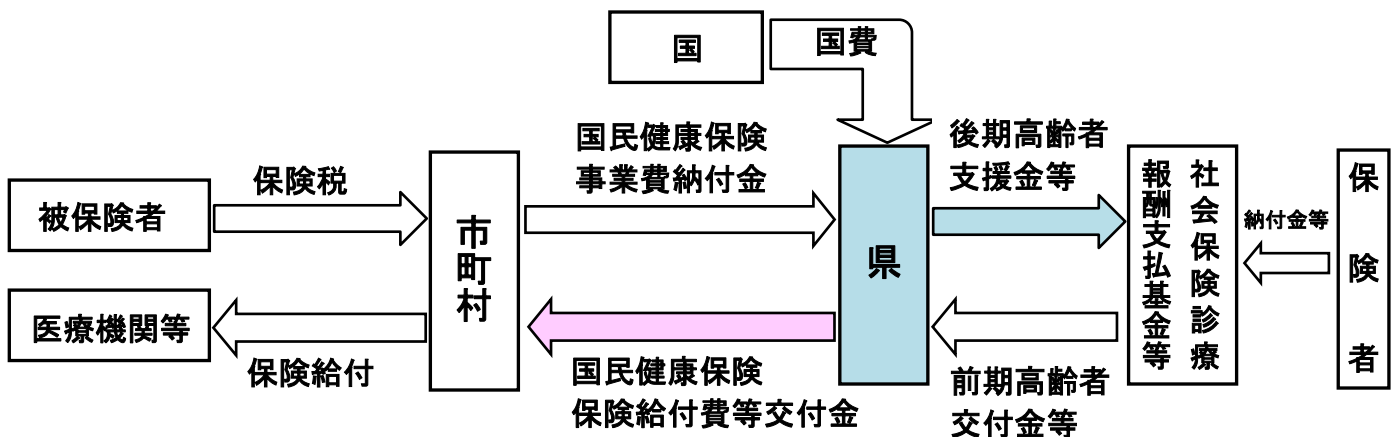 国
国費
被保険者
保険税
医療機関等
保険給付
市町村
国民健康保険
事業費納付金
国民健康保険
保険給付費等交付金
県
後期高齢者
支援金等
前期高齢者
交付金等
社会保険診療
報酬支払基金等
納付金等
保険者